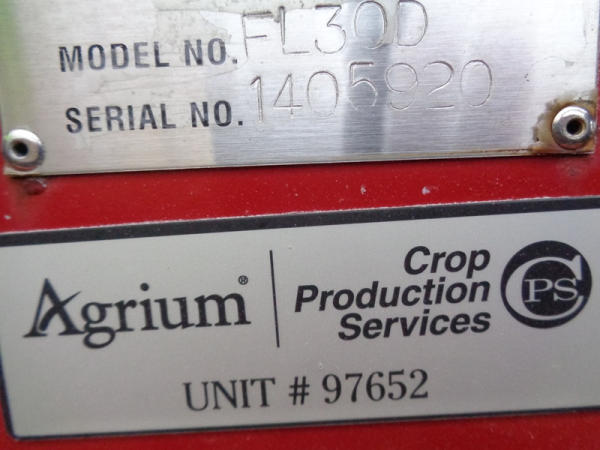 MODEL NO. FL30D
SERIAL NO. 1405920
Agrium®
Crop
Production
Services
CPS
UNIT # 97652